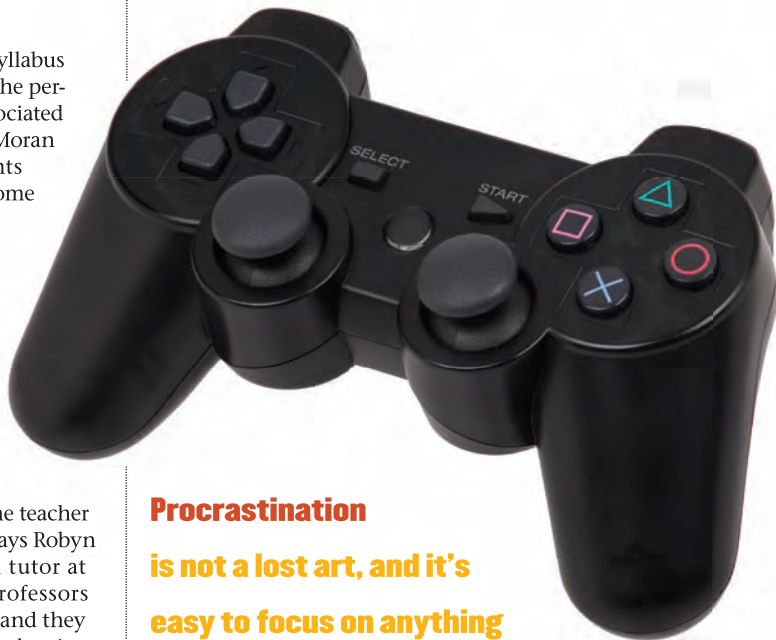 yllabus
he per-
ociated
Moran
nts
ome
SELECT
START
e teacher
ays Robyn
tutor at
rofessors
and they
Procrastination
is not a lost art, and it's
easy to focus on anything